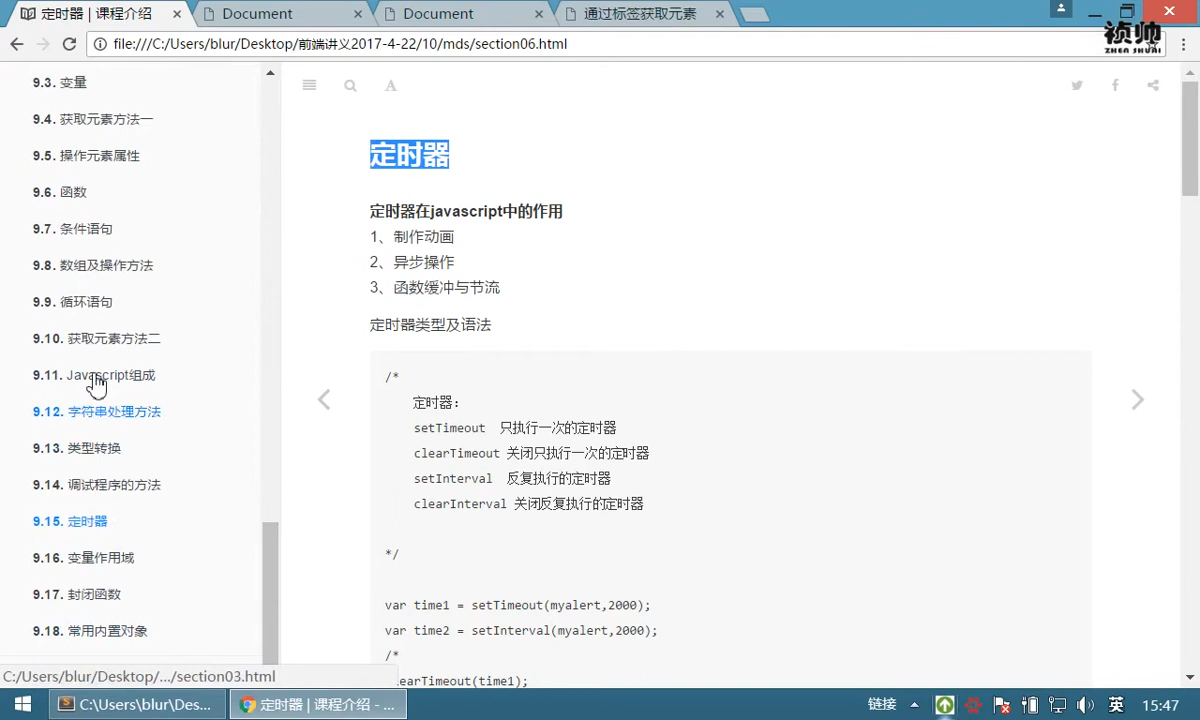 定时器 | 课程介绍
Document
Document
通过标签获取元素
file:///C:/Users/blur/Desktop/前端讲义2017-4-22/10/mds/section06.html
祯帅
ZHEN SHUAI
9.3. 变量
9.4. 获取元素方法一
9.5. 操作元素属性
9.6. 函数
9.7. 条件语句
9.8. 数组及操作方法
9.9. 循环语句
9.10. 获取元素方法二
9.11. Javascript组成
9.12. 字符串处理方法
9.13. 类型转换
9.14. 调试程序的方法
9.15. 定时器
9.16. 变量作用域
9.17. 封闭函数
9.18. 常用内置对象
A
定时器
定时器在javascript中的作用
1、制作动画
2、异步操作
3、函数缓冲与节流
定时器类型及语法
/*
定时器:
setTimeout 只执行一次的定时器
clearTimeout 关闭只执行一次的定时器
setInterval 反复执行的定时器
clearInterval 关闭反复执行的定时器
*/
var time1 = setTimeout(myalert,2000);
var time2 = setInterval(myalert,2000);
/*
clearTimeout(time1);
C:/Users/blur/Desktop/.../section03.html
C:\Users\blur\Des...
定时器 | 课程介绍 - ...
链接
英
15:47